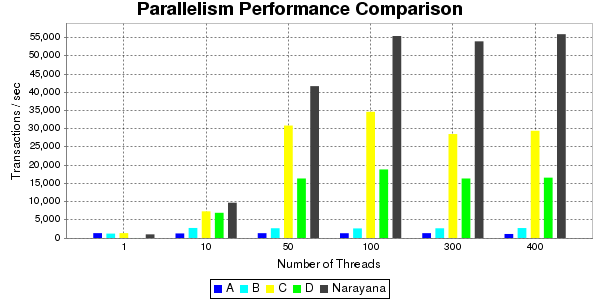 Parallelism Performance Comparison
Transactions / sec
55,000
50,000
45,000
40,000
35,000
30,000
25,000
20,000
15,000
10,000
5,000
0
1 10 50 100 300 400
Number of Threads
A B C D Narayana